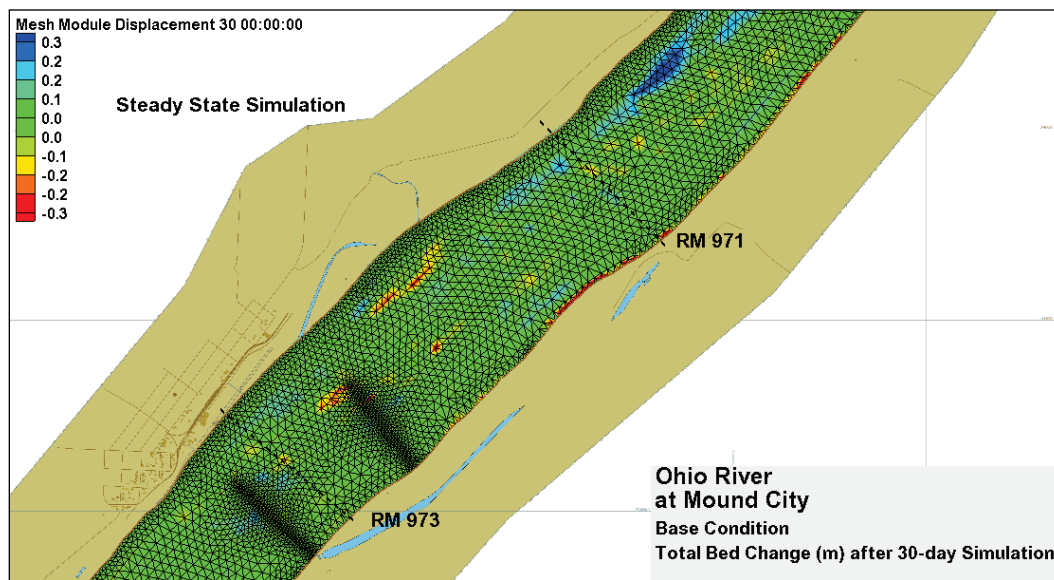 Mesh Module Displacement 30 00:00:00
0.3
0.2
0.2
0.1
0.0
0.0
-0.1
-0.2
-0.2
-0.3
Steady State Simulation
RM 971
RM 973
Ohio River
at Mound City
Base Condition
Total Bed Change (m) after 30-day Simulation